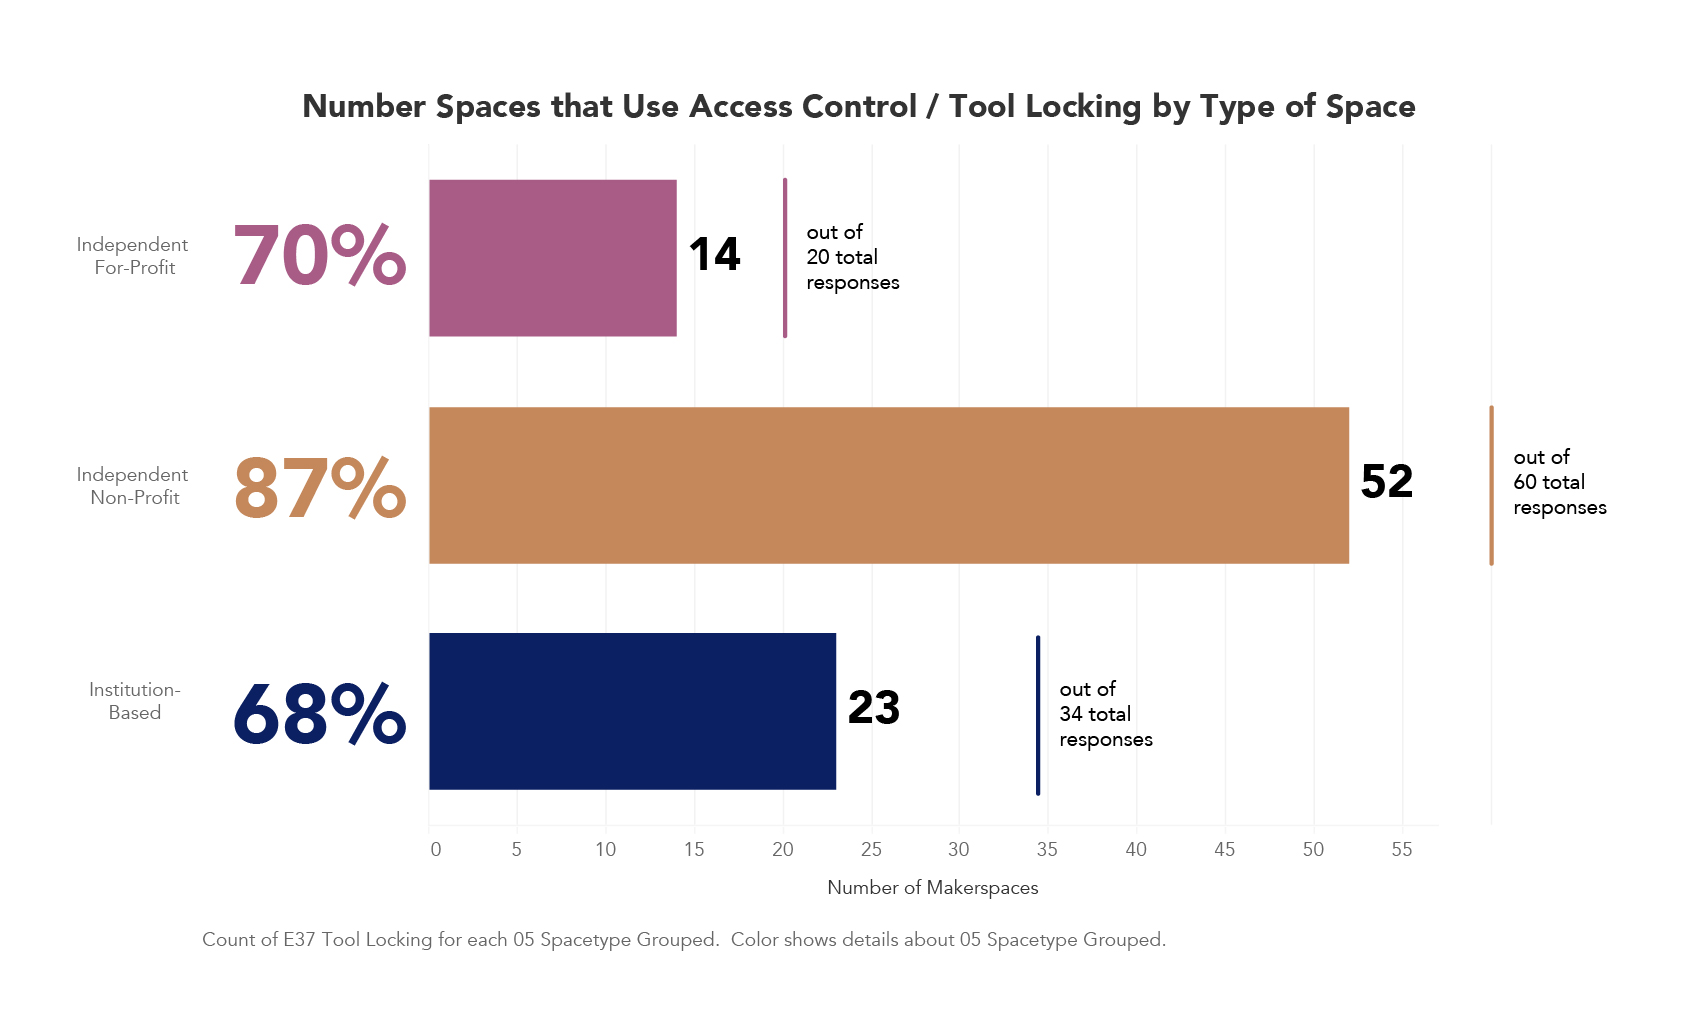 Number Spaces that Use Access Control / Tool Locking by Type of Space
Independent
For-Profit
70%
14
out of
20 total
responses
Independent
Non-Profit
87%
52
out of
60 total
responses
Institution-
Based
68%
23
out of
34 total
responses
0 5 10 15 20 25 30 35 40 45 50 55
Number of Makerspaces
Count of E37 Tool Locking for each 05 Spacetype Grouped.  Color shows details about 05 Spacetype Grouped.